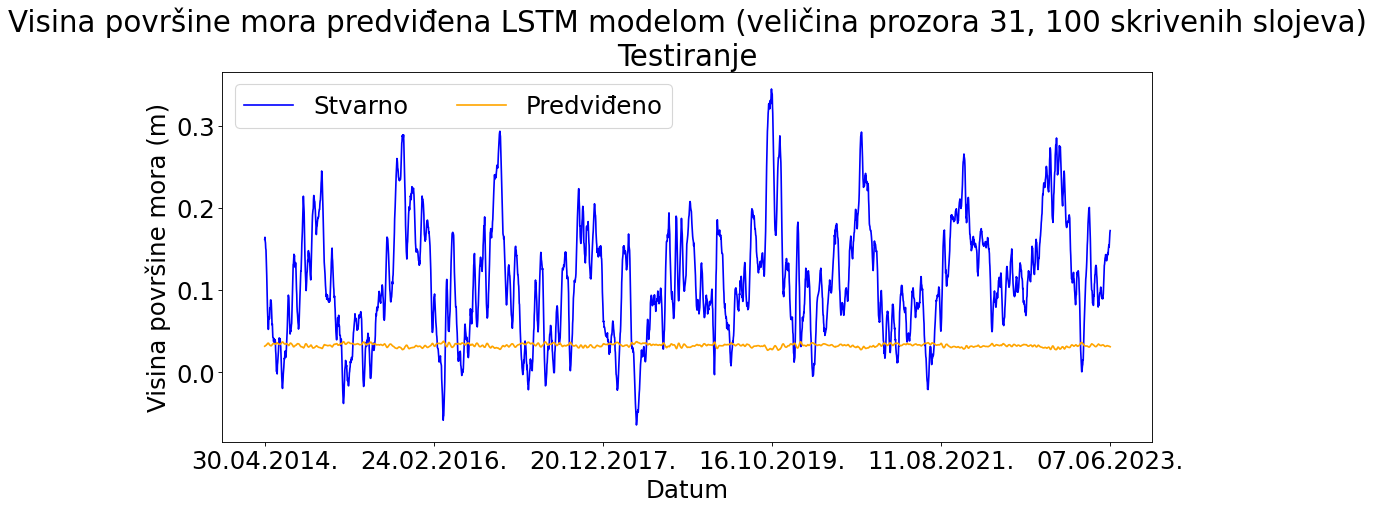 Visina površine mora predviđena LSTM modelom (veličina prozora 31, 100 skrivenih slojeva)
Testiranje
Stvarno Predviđeno
Visina površine mora (m)
0.3
0.2
0.1
0.0
30.04.2014. 24.02.2016. 20.12.2017. 16.10.2019. 11.08.2021. 07.06.2023.
Datum